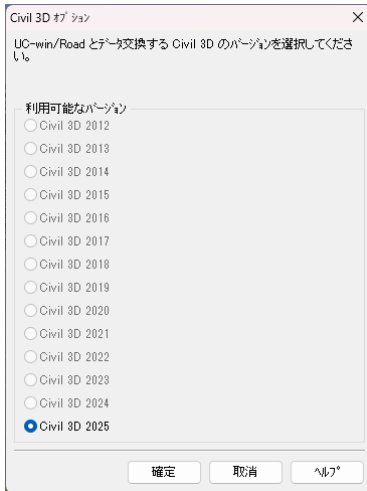 Civil 3D ｵﾌﾟｼｮﾝ
UC-win/Road とﾃﾞｰﾀ交換する Civil 3D のﾊﾞｰｼﾞｮﾝを選択してくださ
い。
利用可能なﾊﾞｰｼﾞｮﾝ
Civil 3D 2012
Civil 3D 2013
Civil 3D 2014
Civil 3D 2015
Civil 3D 2016
Civil 3D 2017
Civil 3D 2018
Civil 3D 2019
Civil 3D 2020
Civil 3D 2021
Civil 3D 2022
Civil 3D 2023
Civil 3D 2024
Civil 3D 2025
確定 取消 ﾍﾙﾌﾟ